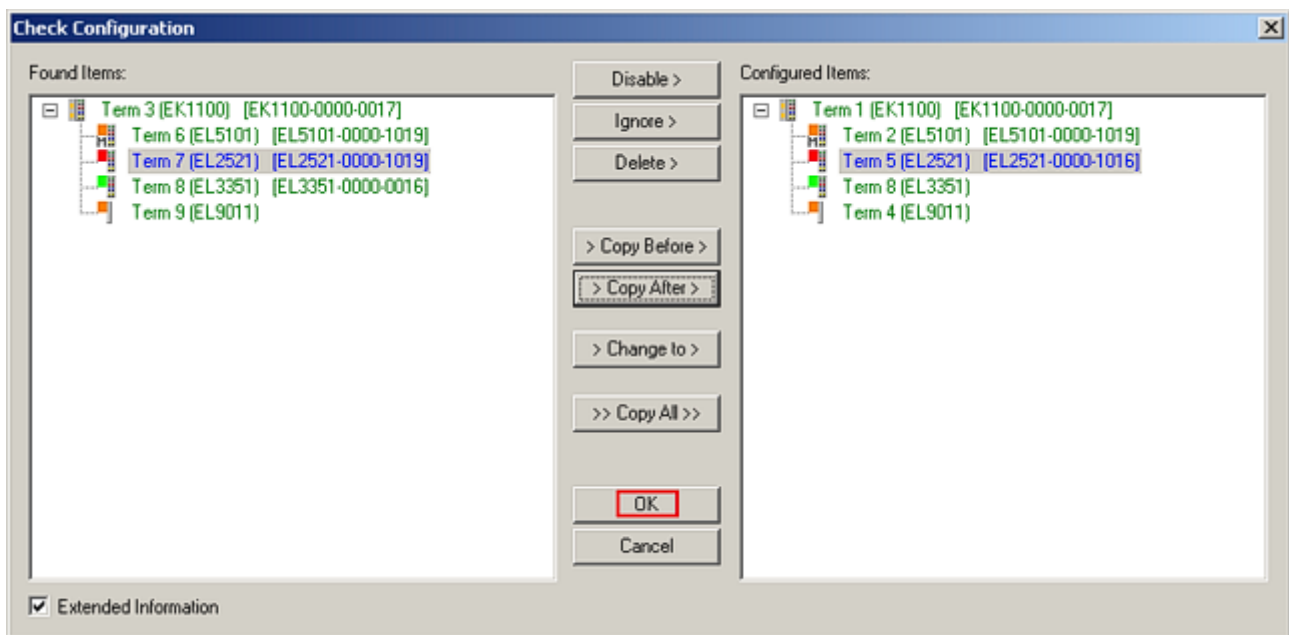 Check Configuration
Found Items:
Term 3 (EK1100) [EK1100-0000-0017]
Term 6 (EL5101) [EL5101-0000-1019]
Term 7 (EL2521) [EL2521-0000-1019]
Term 8 (EL3351) [EL3351-0000-0016]
Term 9 (EL9011)
Disable >
Ignore >
Delete >
> Copy Before >
> Copy After >
> Change to >
>> Copy All >>
OK
Cancel
Configured Items:
Term 1 (EK1100) [EK1100-0000-0017]
Term 2 (EL5101) [EL5101-0000-1019]
Term 5 (EL2521) [EL2521-0000-1016]
Term 8 (EL3351)
Term 4 (EL9011)
Extended Information